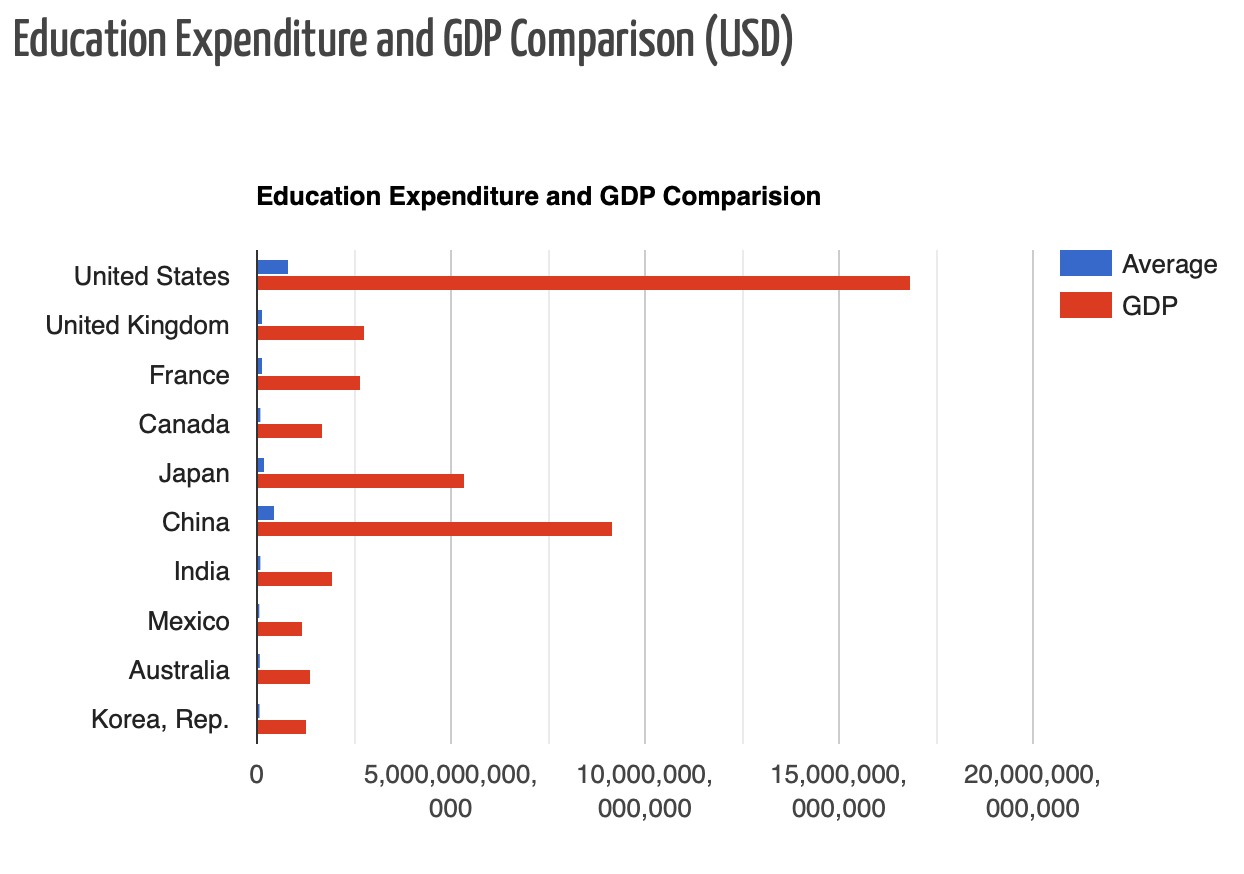 Education Expenditure and GDP Comparison (USD)
Education Expenditure and GDP Comparision
Average
GDP
United States
United Kingdom
France
Canada
Japan
China
India
Mexico
Australia
Korea, Rep.
0
5,000,000,000,
000
10,000,000,
000,000
15,000,000,
000,000
20,000,000,
000,000